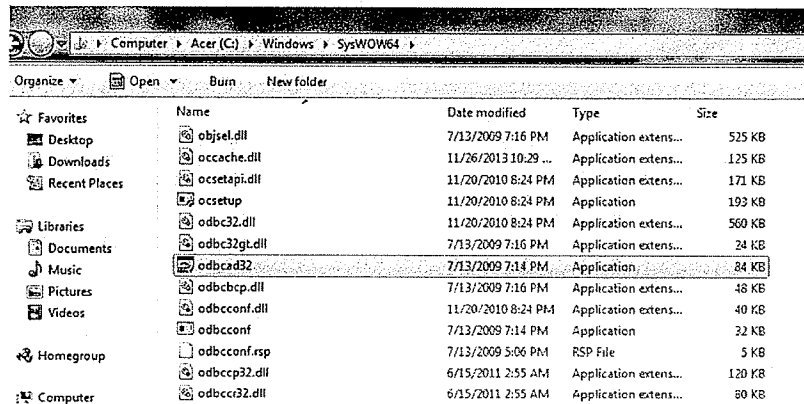 Computer ▸ Acer (C:) ▸ Windows ▸ SysWOW64 ▸
Organize ▾ Open ▾ Burn New folder
Favorites
Desktop
Downloads
Recent Places
Libraries
Documents
Music
Pictures
Videos
Homegroup
Computer
Name Date modified Type Size
objsel.dll 7/13/2009 7:16 PM Application extens... 525 KB
occache.dll 11/26/2013 10:29 ... Application extens... 125 KB
ocsetapi.dll 11/20/2010 8:24 PM Application extens... 171 KB
ocsetup 11/20/2010 8:24 PM Application 193 KB
odbc32.dll 11/20/2010 8:24 PM Application extens... 560 KB
odbc32gt.dll 7/13/2009 7:16 PM Application extens... 24 KB
odbcad32 7/13/2009 7:14 PM Application 84 KB
odbcbcp.dll 7/13/2009 7:16 PM Application extens... 48 KB
odbcconf.dll 11/20/2010 8:24 PM Application extens... 40 KB
odbcconf 7/13/2009 7:14 PM Application 32 KB
odbcconf.rsp 7/13/2009 5:06 PM RSP File 5 KB
odbccp32.dll 6/15/2011 2:55 AM Application extens... 120 KB
odbccr32.dll 6/15/2011 2:55 AM Application extens... 80 KB